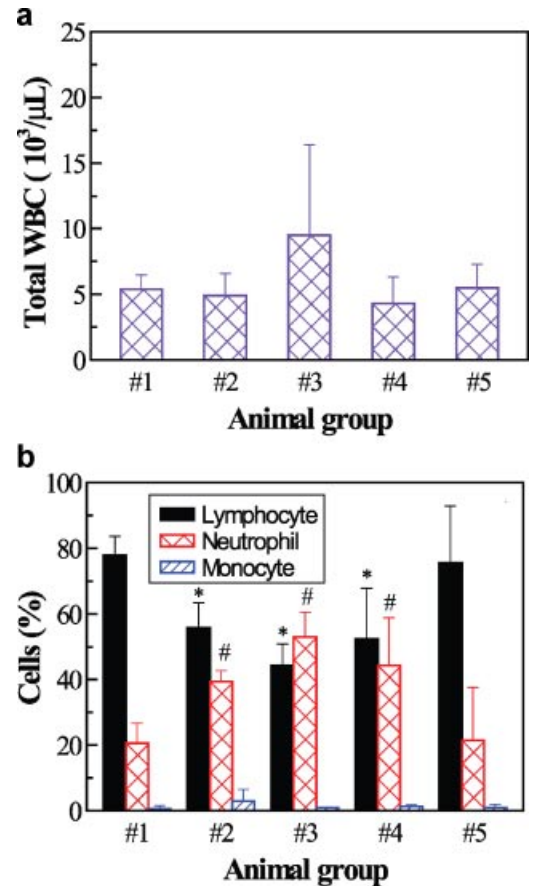 a
Total WBC ( 10³/µL)
25
20
15
10
5
0
#1 #2 #3 #4 #5
Animal group
b
Cells (%)
100
80
60
40
20
0
Lymphocyte
Neutrophil
Monocyte
* # * # * #
#1 #2 #3 #4 #5
Animal group